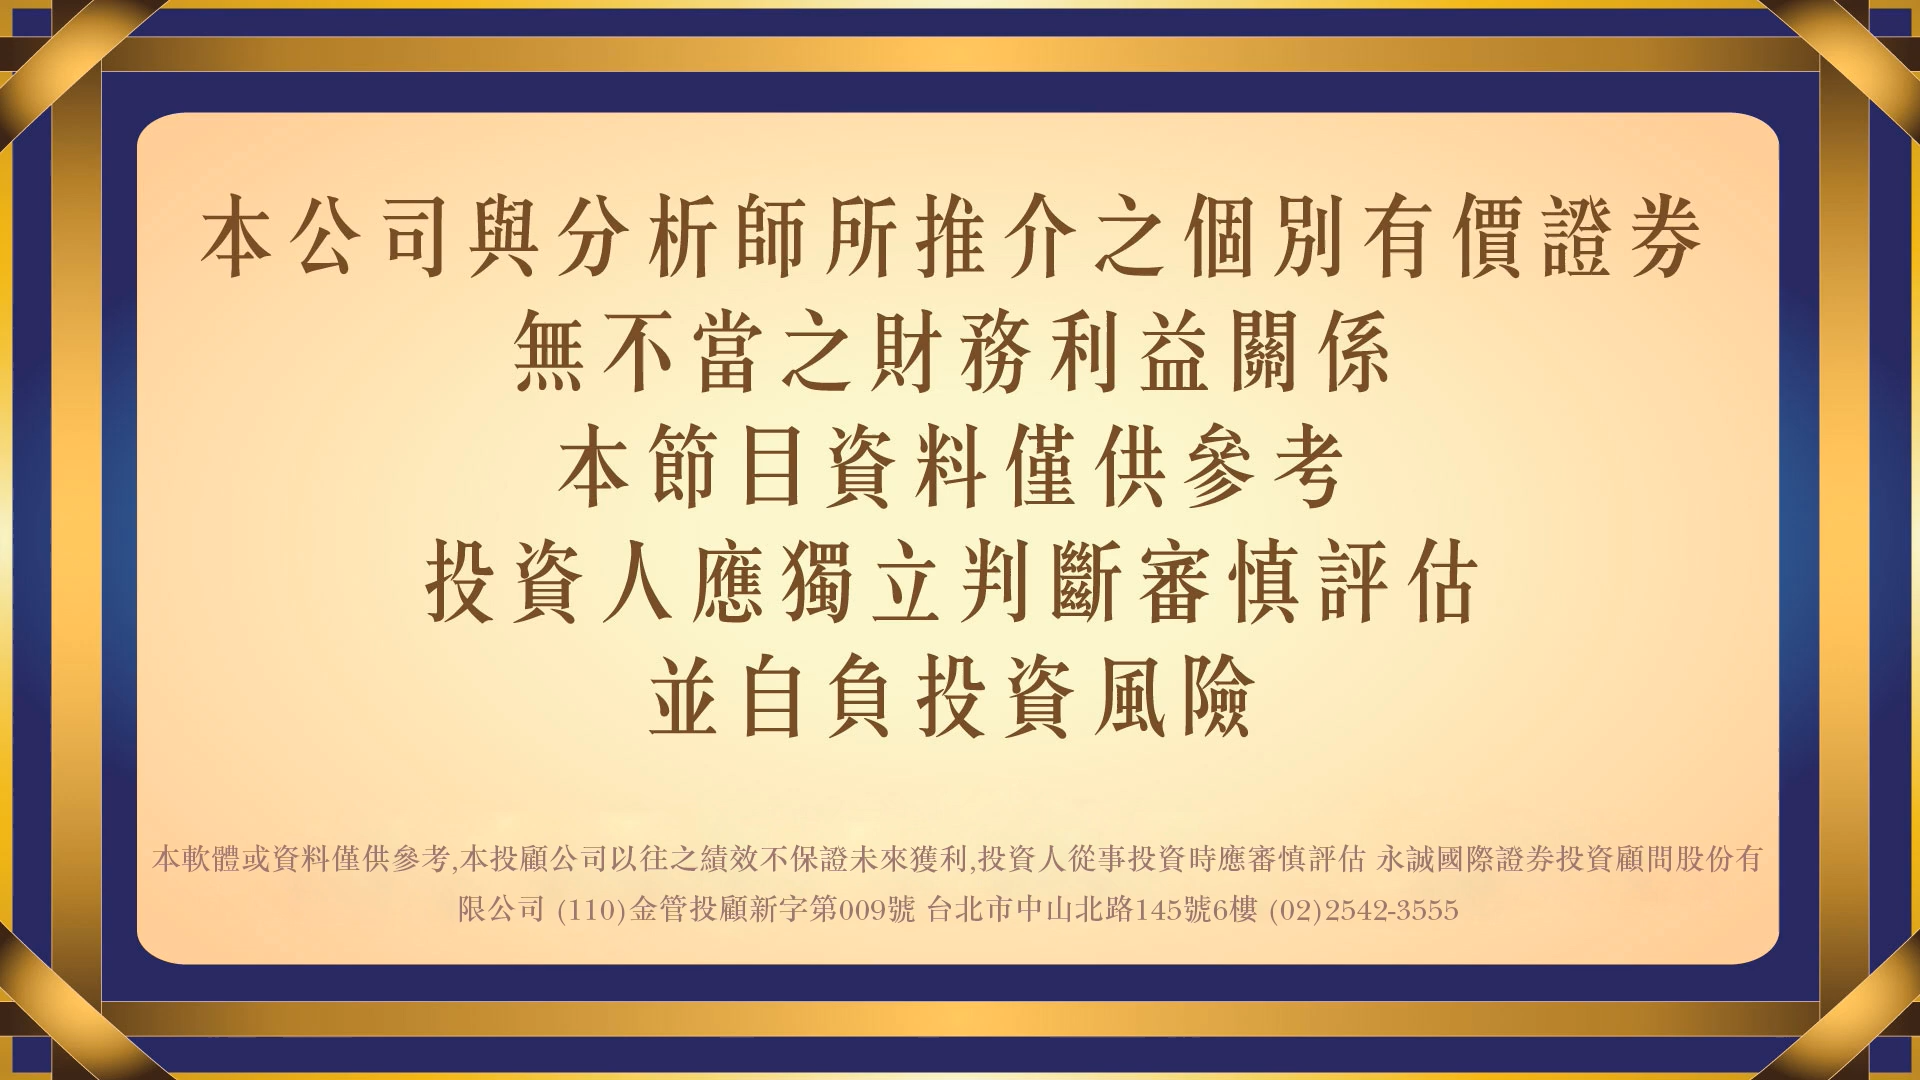 本公司與分析師所推介之個別有價證券
無不當之財務利益關係
本節目資料僅供參考
投資人應獨立判斷審慎評估
並自負投資風險
本軟體或資料僅供參考,本投顧公司以往之績效不保證未來獲利,投資人從事投資時應審慎評估 永誠國際證券投資顧問股份有
限公司 (110)金管投顧新字第009號 台北市中山北路145號6樓 (02)2542-3555